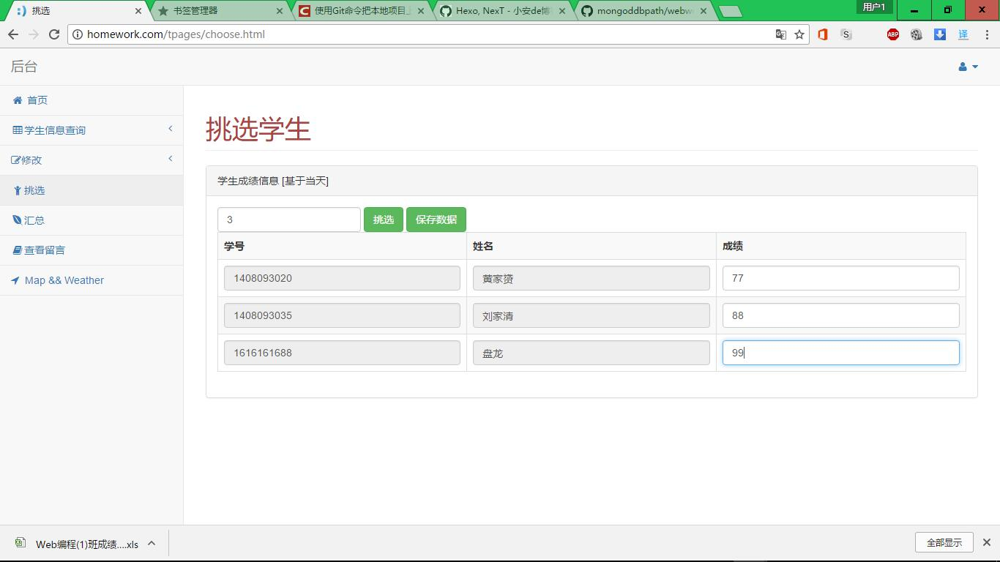 挑选
书签管理器
使用Git命令把本地项目上
Hexo, NexT - 小安de博
mongoddbpath/webw
用户1
homework.com/tpages/choose.html
S
ABP
译
后台
首页
学生信息查询
修改
挑选
汇总
查看留言
Map && Weather
挑选学生
学生成绩信息 [基于当天]
3 挑选 保存数据
学号 姓名 成绩
1408093020 黄家赟 77
1408093035 刘家清 88
1616161688 盘龙 99
Web编程(1)班成绩....xls
全部显示